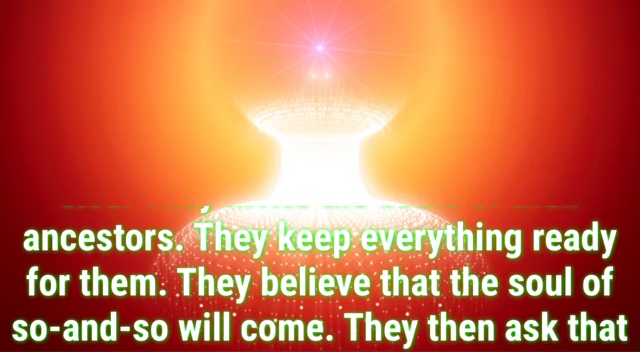 ancestors. They keep everything ready
for them. They believe that the soul of
so-and-so will come. They then ask that